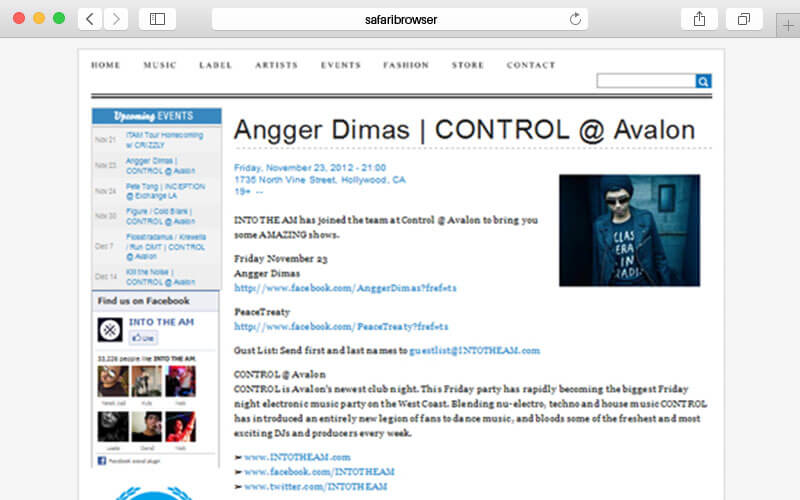 safaribrowser
HOME MUSIC LABEL ARTISTS EVENTS FASHION STORE CONTACT
Upcoming EVENTS
Nov 21 ITAM Tour Homecoming
w/ CRIZZLY
Nov 23 Angger Dimas |
CONTROL @ Avalon
Nov 24 Pete Tong | INCEPTION
@ Exchange LA
Nov 30 Figure / Cold Blank |
CONTROL @ Avalon
Dec 7 Flosstradamus / Krewella
/ Run DMT | CONTROL
@ Avalon
Dec 14 Kill the Noise |
CONTROL @ Avalon
Find us on Facebook
INTO THE AM
Like
33,226 people like INTO THE AM.
Facebook social plugin
Angger Dimas | CONTROL @ Avalon
Friday, November 23, 2012 - 21:00
1735 North Vine Street, Hollywood, CA
19+ --
CLAS
ERA
IN
RADI
INTO THE AM has joined the team at Control @ Avalon to bring you
some AMAZING shows.
Friday November 23
Angger Dimas
http://www.facebook.com/AnggerDimas?fref=ts
PeaceTreaty
http://www.facebook.com/PeaceTreaty?fref=ts
Gust List: Send first and last names to guestlist@INTOTHEAM.com
CONTROL @ Avalon
CONTROL is Avalon's newest club night. This Friday party has rapidly becoming the biggest Friday
night electronic music party on the West Coast. Blending nu-electro, techno and house music CONTROL
has introduced an entirely new legion of fans to dance music, and bloods some of the freshest and most
exciting DJs and producers every week.
➤ www.INTOTHEAM.com
➤ www.facebook.com/INTOTHEAM
➤ www.twitter.com/INTOTHEAM